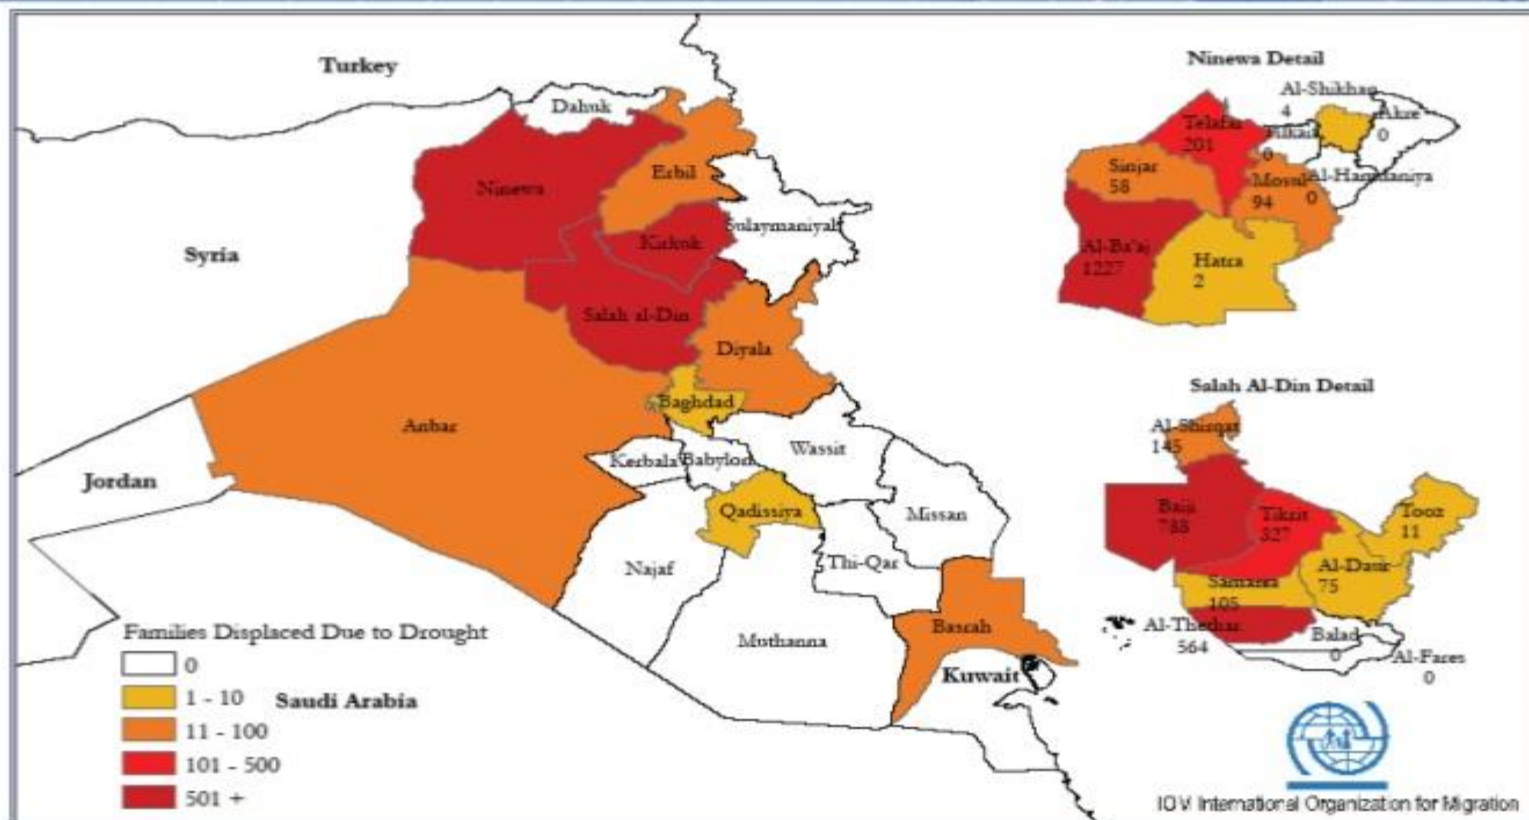 Turkey
Dahuk
Ninewa
Erbil
Syria
Kirkuk
Sulaymaniyah
Salah al-Din
Diyala
Anbar
Baghdad
Jordan
Kerbala
Babylon
Wassit
Qadissiya
Missan
Najaf
Thi-Qar
Muthanna
Basrah
Kuwait
Saudi Arabia
Families Displaced Due to Drought
0
1 - 10
11 - 100
101 - 500
501 +
Ninewa Detail
Al-Shikhan
4
Akre
0
Telafar
201
Tilkaif
0
Sinjar
58
Mosul
94
Al-Hamdaniya
0
Al-Ba'aj
1227
Hatra
2
Salah Al-Din Detail
Al-Shirqat
145
Baiji
788
Tikrit
327
Tooz
11
Al-Daur
75
Samarra
105
Al-Therthar
564
Balad
0
Al-Fares
0
IOM International Organization for Migration